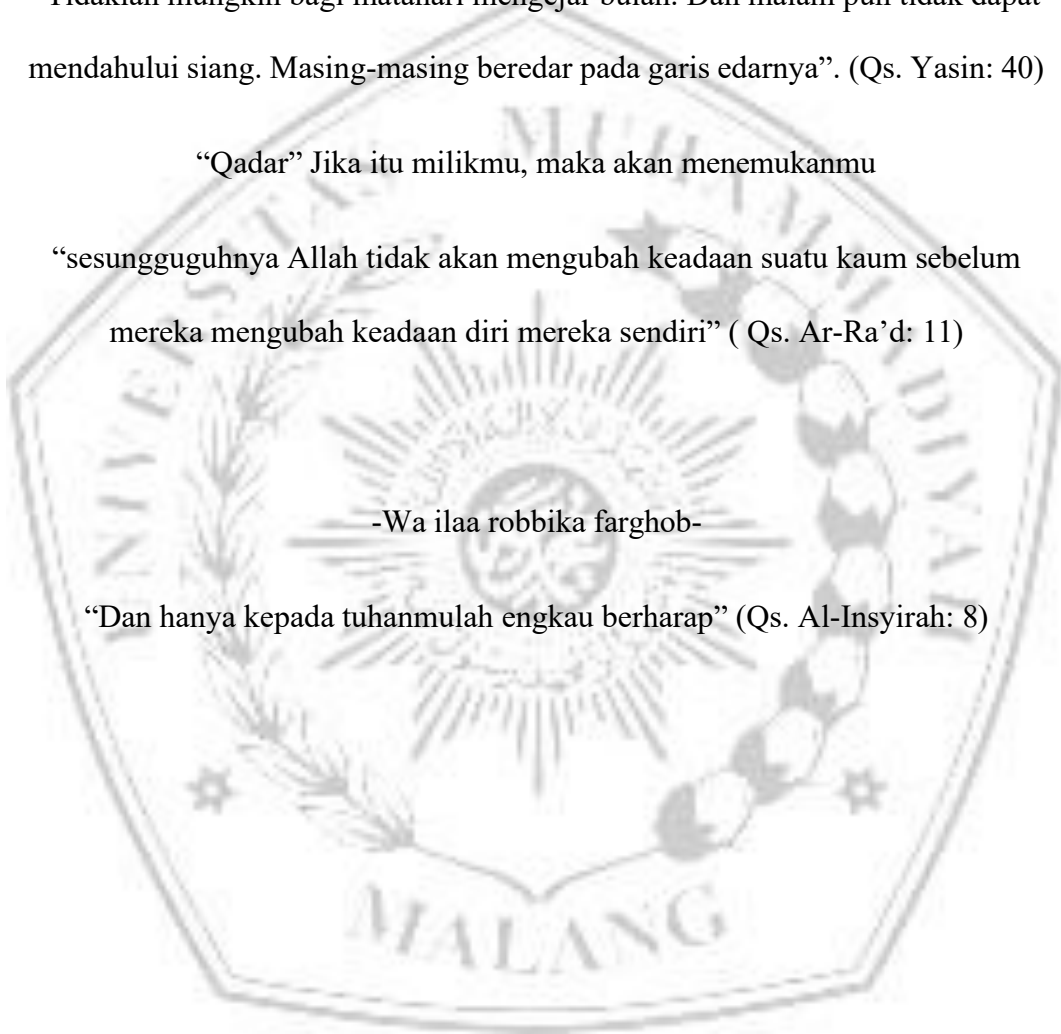 Tidaklah mungkin bagi matahari mengejar bulan. Dan malam pun tidak dapat
mendahului siang. Masing-masing beredar pada garis edarnya”. (Qs. Yasin: 40)
“Qadar” Jika itu milikmu, maka akan menemukanmu
“sesungguguhnya Allah tidak akan mengubah keadaan suatu kaum sebelum
mereka mengubah keadaan diri mereka sendiri” ( Qs. Ar-Ra’d: 11)
-Wa ilaa robbika farghob-
“Dan hanya kepada tuhanmulah engkau berharap” (Qs. Al-Insyirah: 8)
UNIVERSITAS MUHAMMADIYAH
MALANG